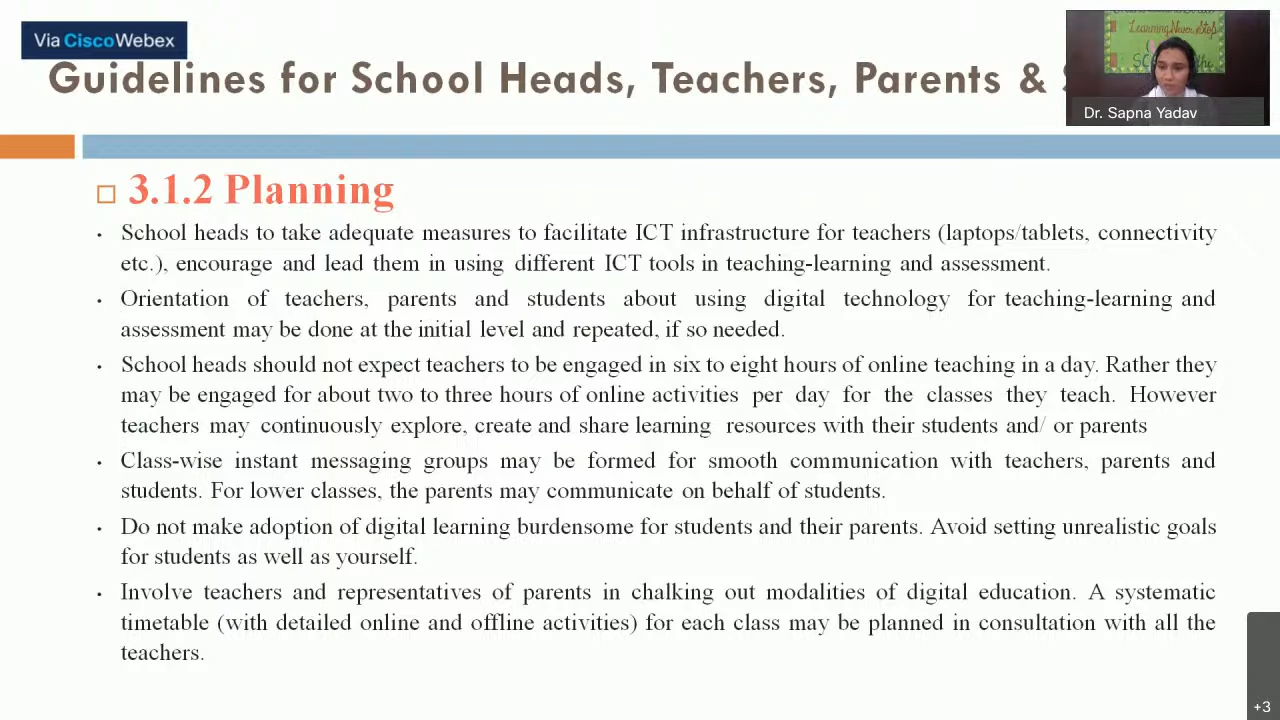 Via Cisco Webex
Guidelines for School Heads, Teachers, Parents &
Learning Never Stop
Dr. Sapna Yadav
3.1.2 Planning
• School heads to take adequate measures to facilitate ICT infrastructure for teachers (laptops/tablets, connectivity
etc.), encourage and lead them in using different ICT tools in teaching-learning and assessment.
• Orientation of teachers, parents and students about using digital technology for teaching-learning and
assessment may be done at the initial level and repeated, if so needed.
• School heads should not expect teachers to be engaged in six to eight hours of online teaching in a day. Rather they
may be engaged for about two to three hours of online activities per day for the classes they teach. However
teachers may continuously explore, create and share learning resources with their students and/ or parents
• Class-wise instant messaging groups may be formed for smooth communication with teachers, parents and
students. For lower classes, the parents may communicate on behalf of students.
• Do not make adoption of digital learning burdensome for students and their parents. Avoid setting unrealistic goals
for students as well as yourself.
• Involve teachers and representatives of parents in chalking out modalities of digital education. A systematic
timetable (with detailed online and offline activities) for each class may be planned in consultation with all the
teachers.
+3